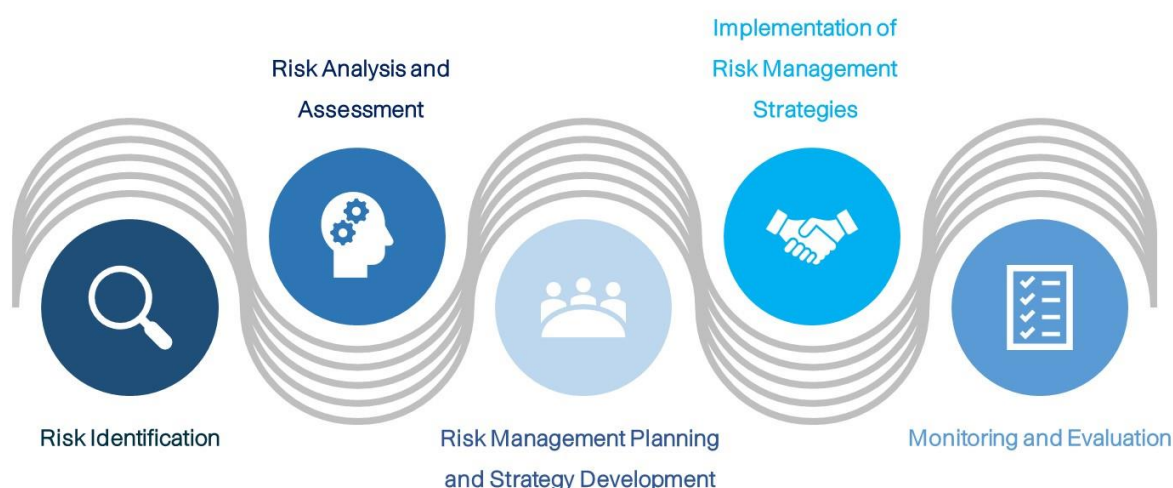 Risk Identification
Risk Analysis and
Assessment
Risk Management Planning
and Strategy Development
Implementation of
Risk Management
Strategies
Monitoring and Evaluation